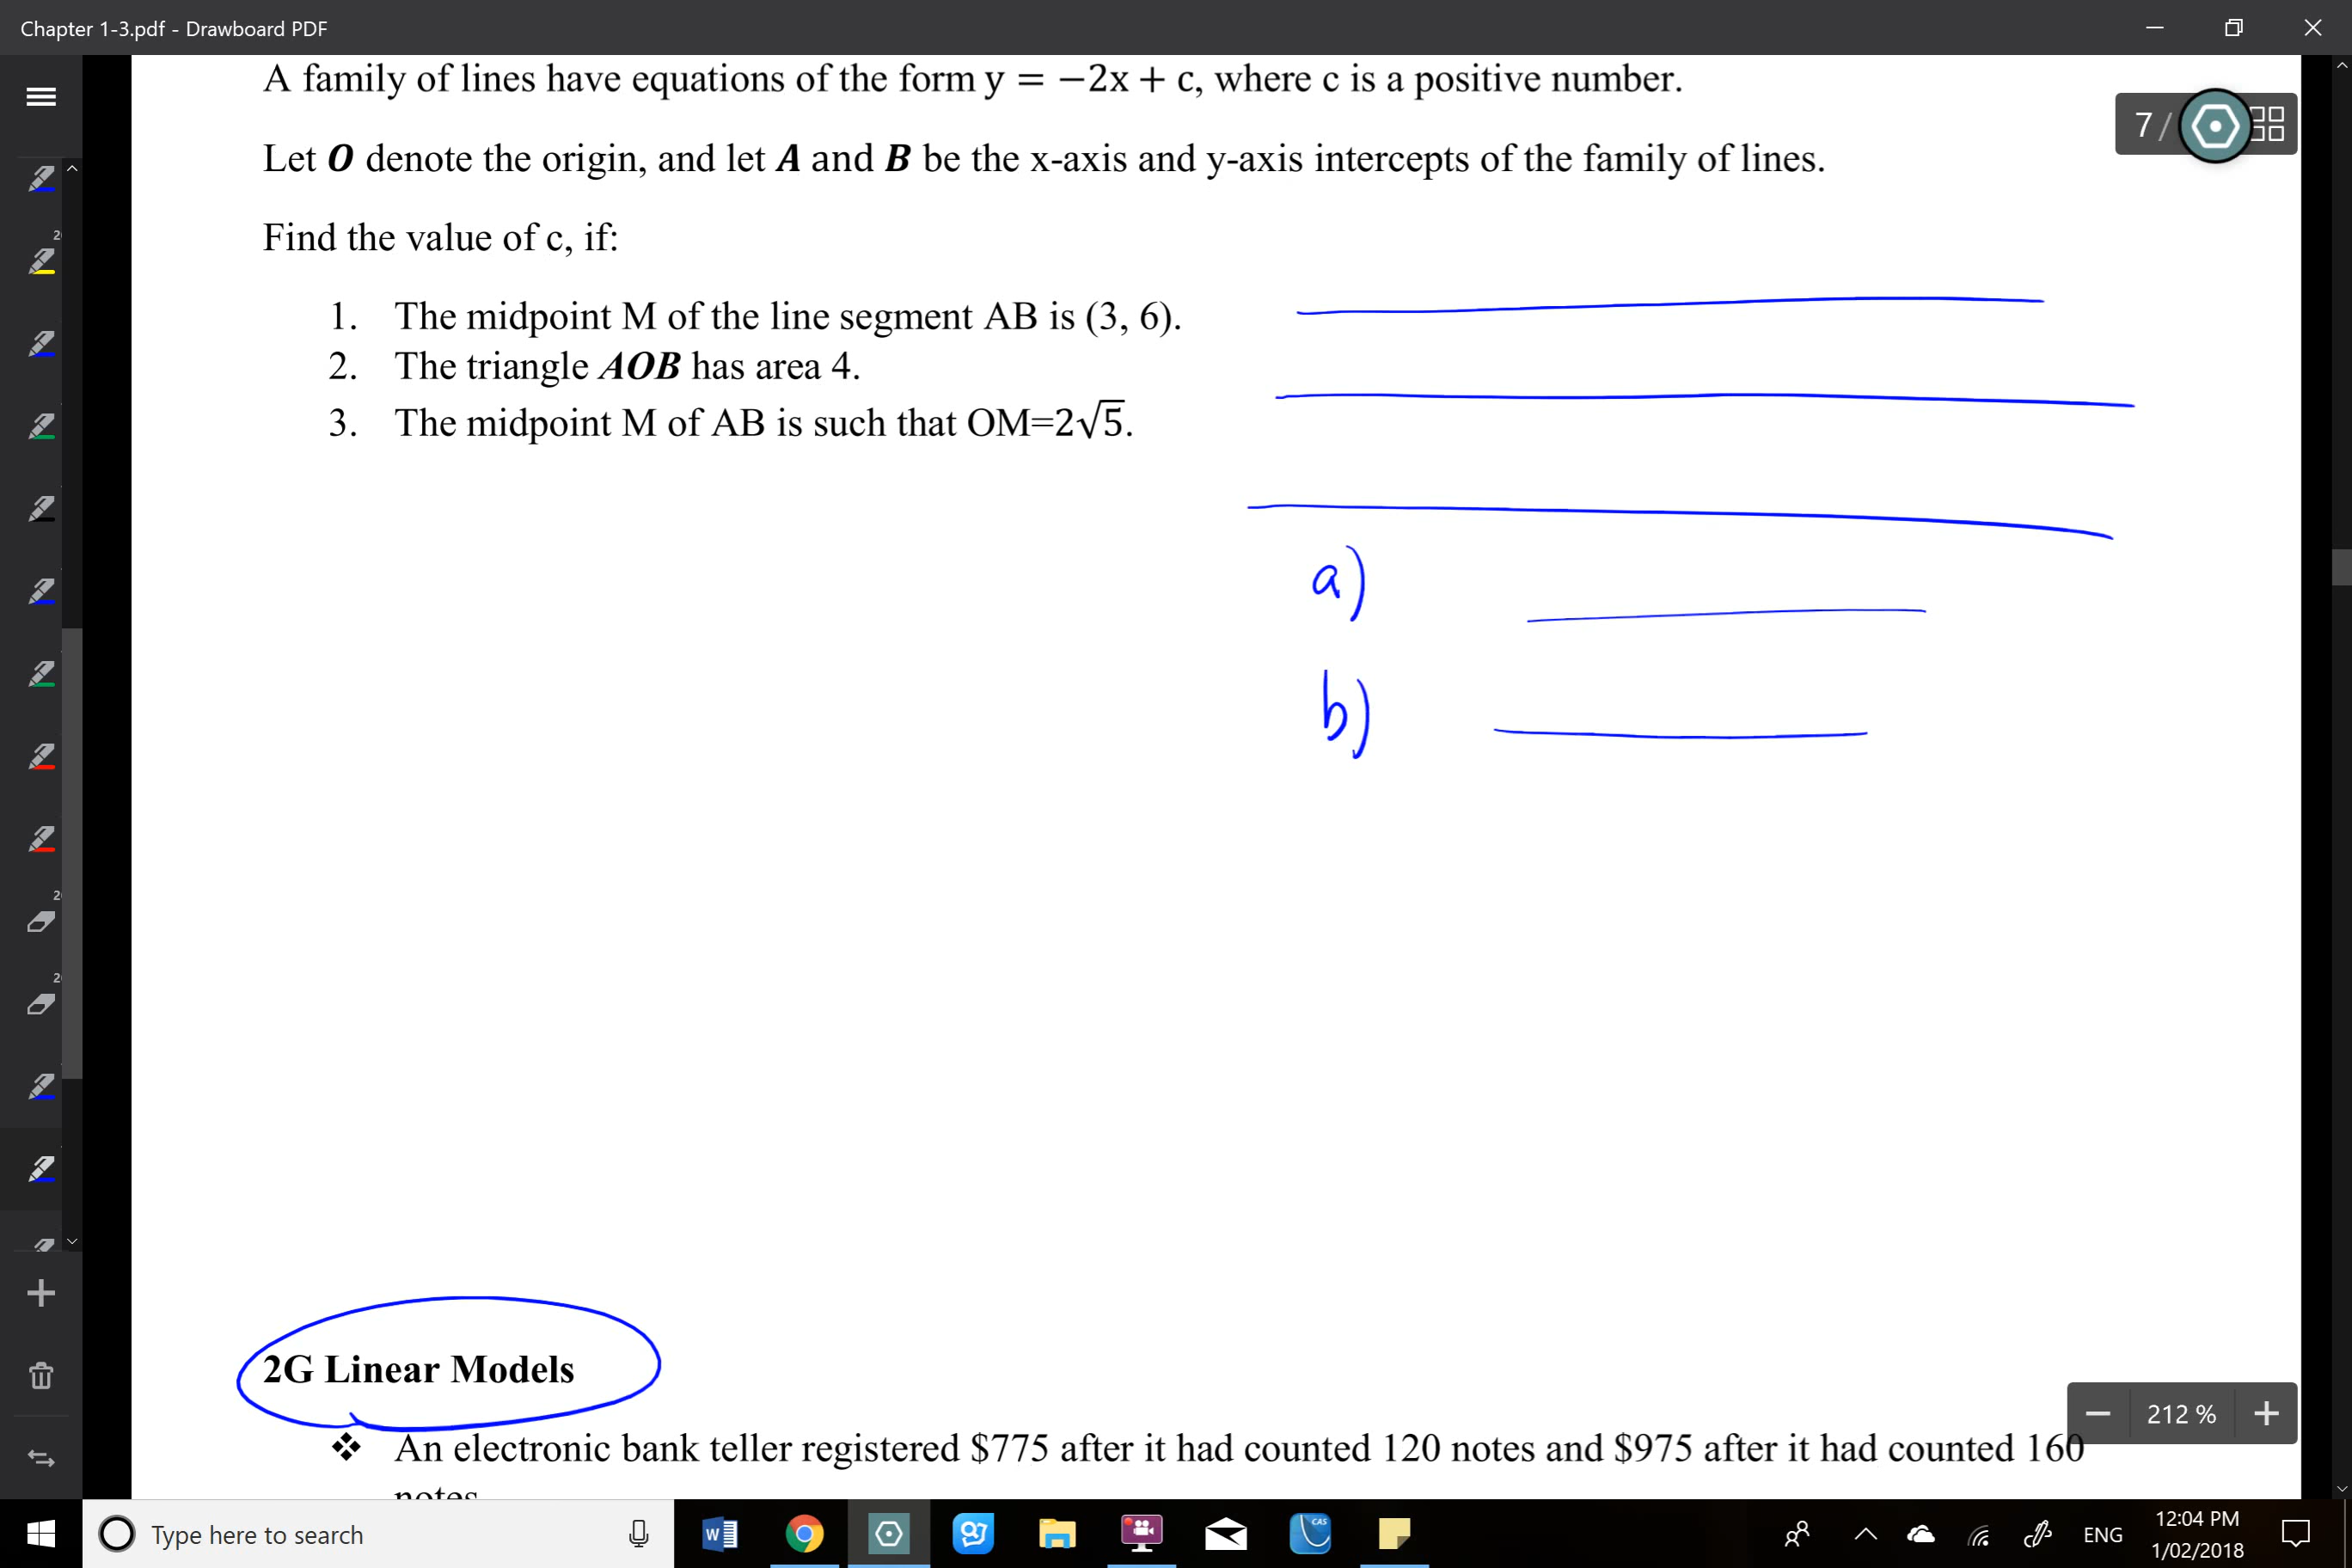 Chapter 1-3.pdf - Drawboard PDF
A family of lines have equations of the form y = −2x + c, where c is a positive number.
7 /
Let O denote the origin, and let A and B be the x-axis and y-axis intercepts of the family of lines.
Find the value of c, if:
1. The midpoint M of the line segment AB is (3, 6).
2. The triangle AOB has area 4.
3. The midpoint M of AB is such that OM=2√5.
a)
b)
2G Linear Models
212 %
❖ An electronic bank teller registered $775 after it had counted 120 notes and $975 after it had counted 160
notes
Type here to search
CAS
ENG
12:04 PM
1/02/2018